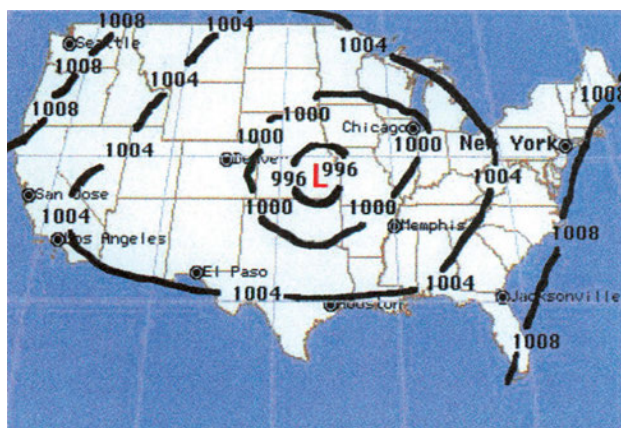 1008
1004
Seattle
1004
1008
1004
1008
1000
1000
Chicago
1004
1000
New York
Denver
996
L
996
San Jose
1004
1004
1000
1000
Memphis
1008
Los Angeles
El Paso
1004
1004
Houston
Jacksonville
1008